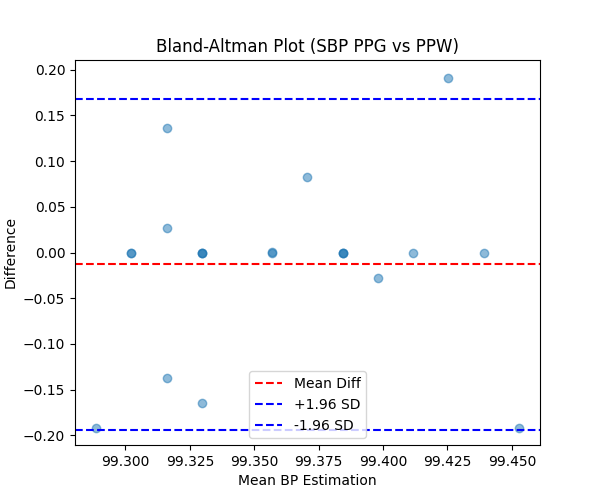 Bland-Altman Plot (SBP PPG vs PPW)
Difference
0.20
0.15
0.10
0.05
0.00
−0.05
−0.10
−0.15
−0.20
Mean Diff
+1.96 SD
-1.96 SD
99.300 99.325 99.350 99.375 99.400 99.425 99.450
Mean BP Estimation